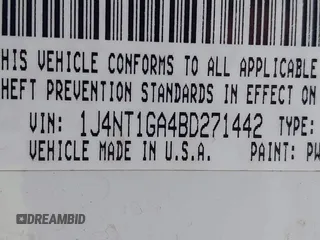 HIS VEHICLE CONFORMS TO ALL APPLICABLE
HEFT PREVENTION STANDARDS IN EFFECT ON
VIN: 1J4NT1GA4BD271442 TYPE:
VEHICLE MADE IN U.S.A. PAINT: PW
DREAMBID